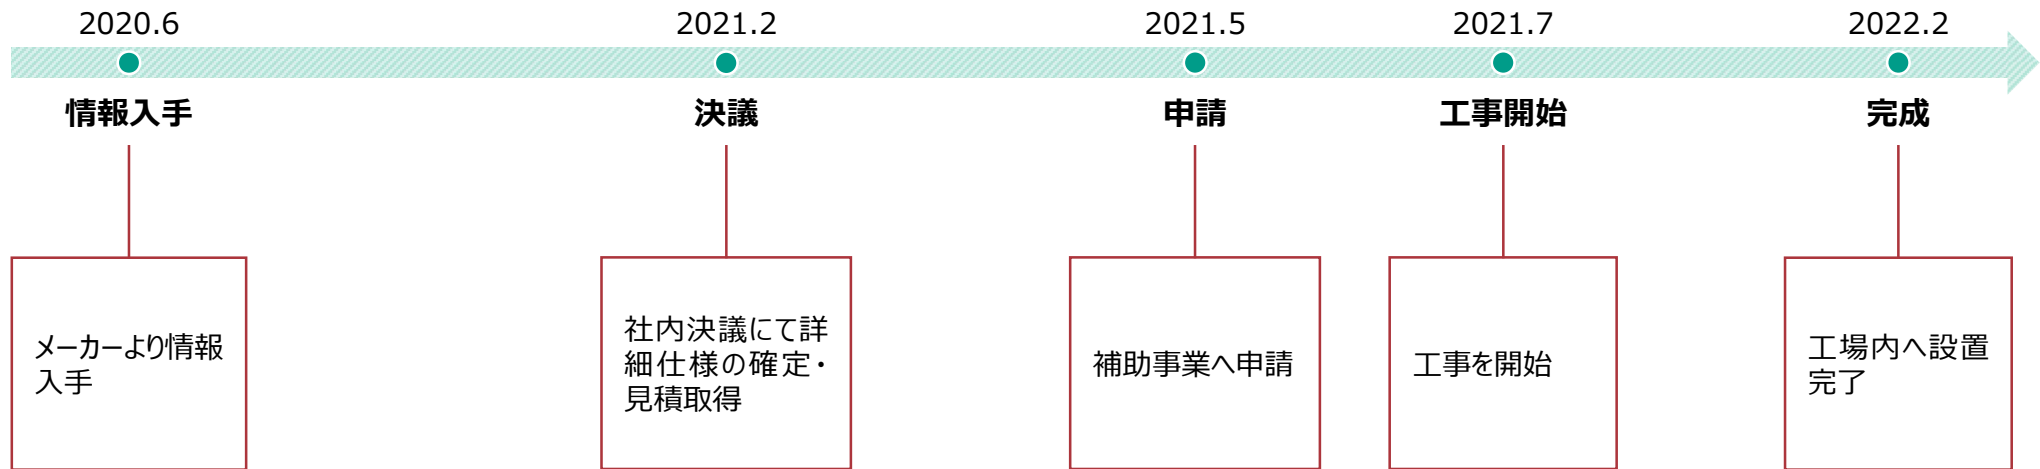 2020.6
2021.2
2021.5
2021.7
2022.2
情報入手
決議
申請
工事開始
完成
メーカーより情報
入手
社内決議にて詳
細仕様の確定・
見積取得
補助事業へ申請
工事を開始
工場内へ設置
完了